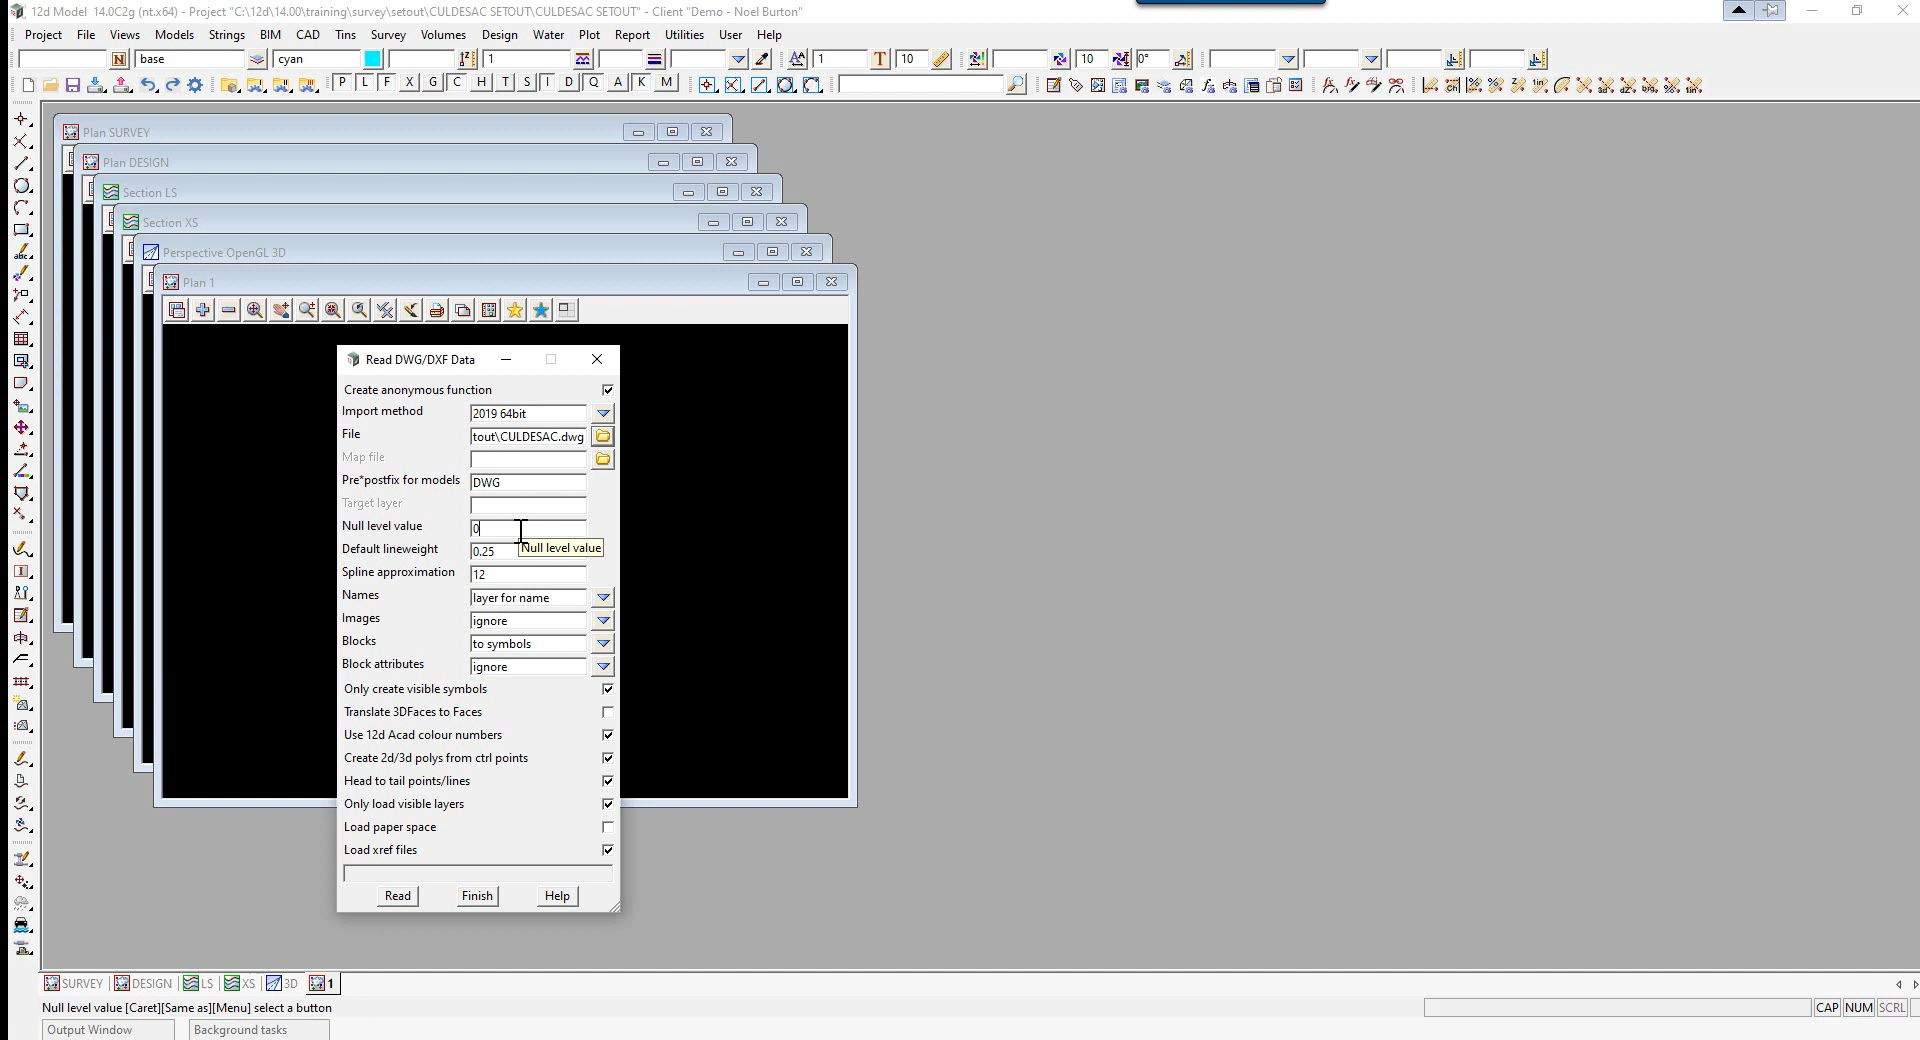 12d Model 14.0C2g (nt.x64) - Project "C:\12d\14.00\training\survey\setout\CULDESAC SETOUT\CULDESAC SETOUT" - Client "Demo - Noel Burton"
Project File Views Models Strings BIM CAD Tins Survey Volumes Design Water Plot Report Utilities User Help
N base cyan 1 1 T 10 10 0°
P L F X G C H T S I D Q A K M
Plan SURVEY
Plan DESIGN
Section LS
Section XS
Perspective OpenGL 3D
Plan 1
Read DWG/DXF Data
Create anonymous function
Import method 2019 64bit
File tout\CULDESAC.dwg
Map file
Pre*postfix for models DWG
Target layer
Null level value 0
Null level value
Default lineweight 0.25
Spline approximation 12
Names layer for name
Images ignore
Blocks to symbols
Block attributes ignore
Only create visible symbols
Translate 3DFaces to Faces
Use 12d Acad colour numbers
Create 2d/3d polys from ctrl points
Head to tail points/lines
Only load visible layers
Load paper space
Load xref files
Read Finish Help
SURVEY DESIGN LS XS 3D 1
Null level value [Caret][Same as][Menu] select a button
CAP NUM SCRL
Output Window Background tasks